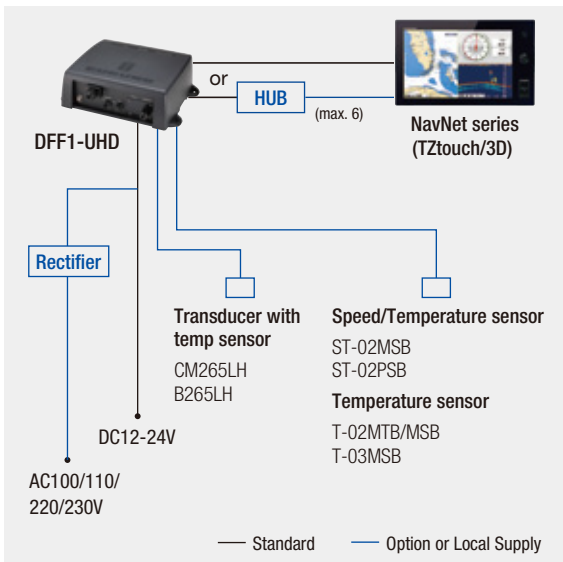 or
HUB
(max. 6)
DFF1-UHD
NavNet series
(TZtouch/3D)
Rectifier
Transducer with
temp sensor
CM265LH
B265LH
Speed/Temperature sensor
ST-02MSB
ST-02PSB
Temperature sensor
T-02MTB/MSB
T-03MSB
DC12-24V
AC100/110/
220/230V
Standard
Option or Local Supply